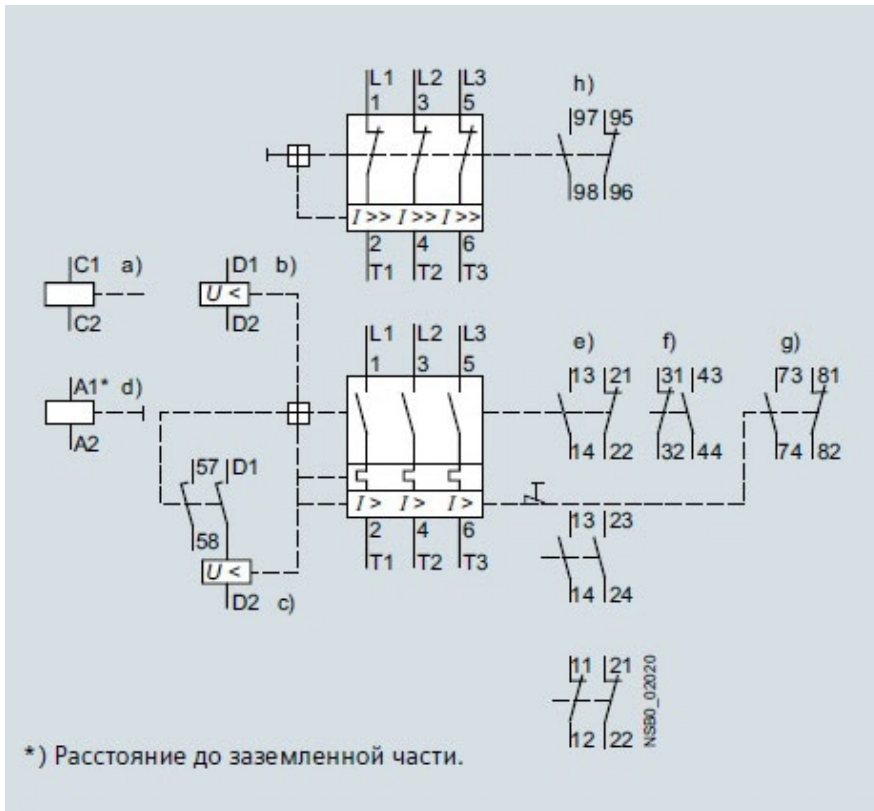 L1 L2 L3 h)
1 3 5 97 95
98 96
I >> I >> I >>
2 4 6
T1 T2 T3
C1 a) D1 b)
U <
C2 D2
L1 L2 L3 e) f) g)
1 3 5 13 21 31 43 73 81
A1* d)
A2
14 22 32 44 74 82
57 D1
I > I > I >
58 2 4 6 13 23
T1 T2 T3
U <
D2 c) 14 24
11 21
12 22
NSB0_02020
*) Расстояние до заземленной части.